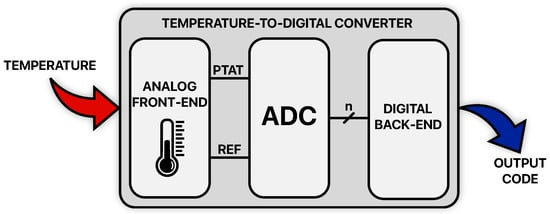 TEMPERATURE-TO-DIGITAL CONVERTER
TEMPERATURE
ANALOG
FRONT-END
PTAT
REF
ADC
n
DIGITAL
BACK-END
OUTPUT
CODE